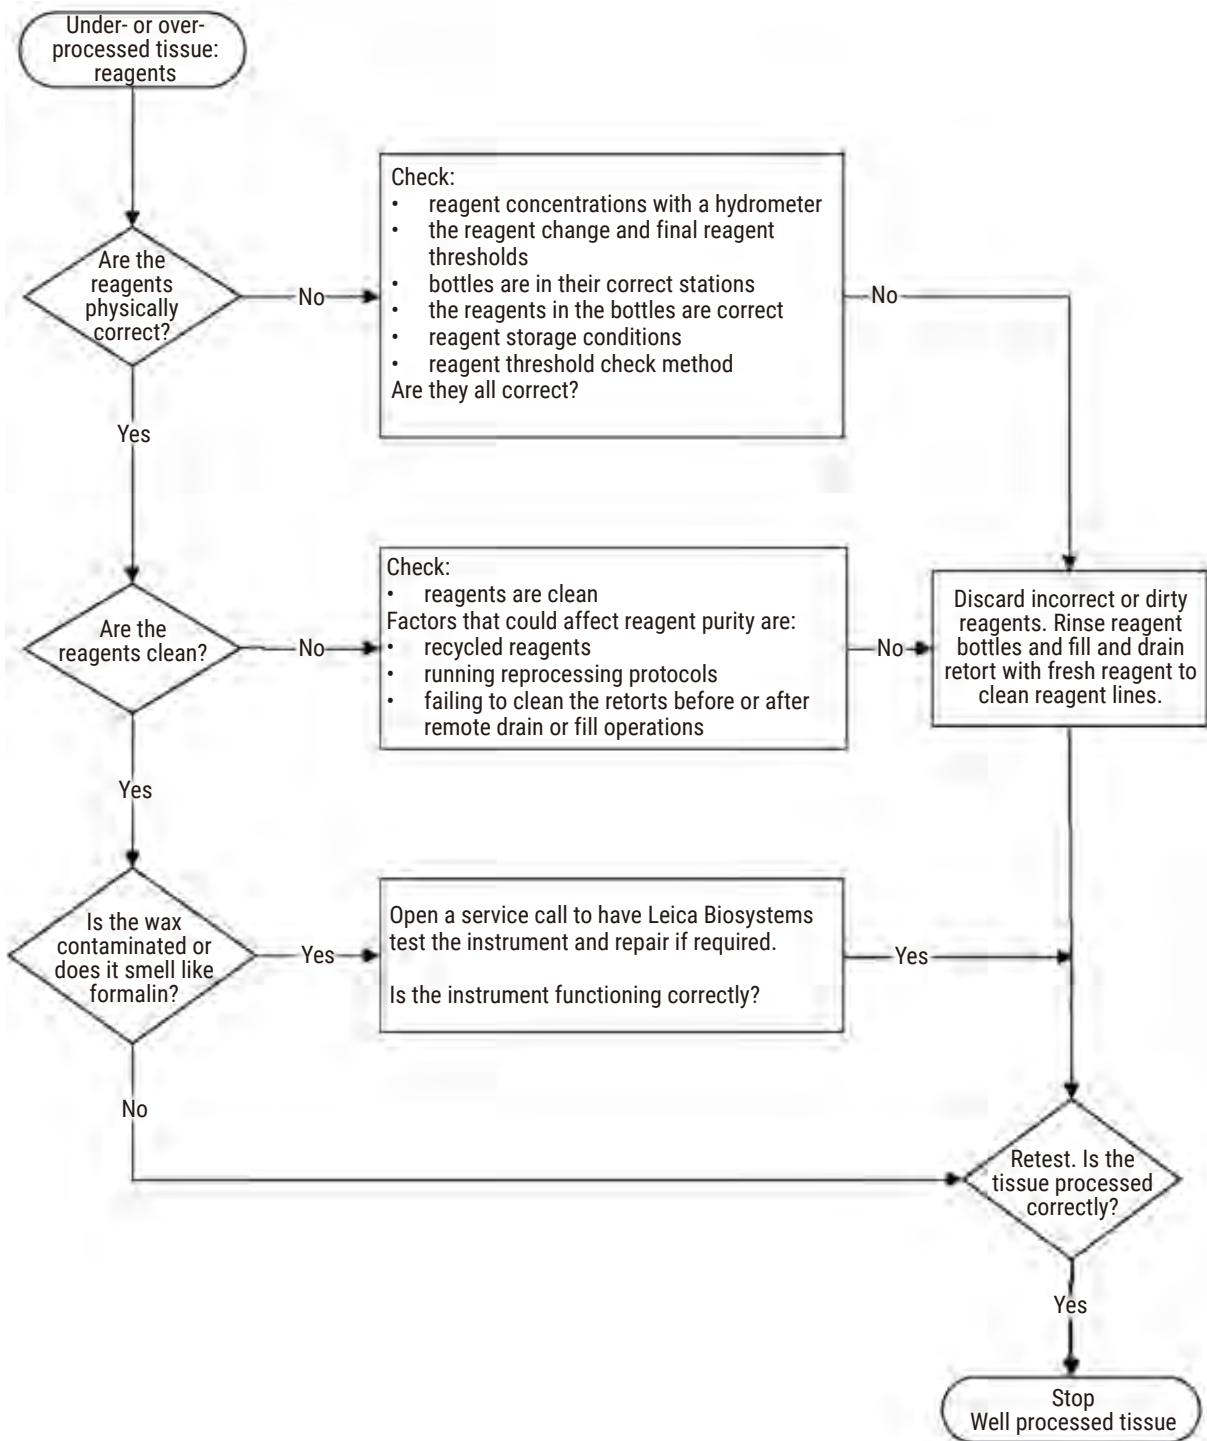 Under- or over-
processed tissue:
reagents
Check:
• reagent concentrations with a hydrometer
• the reagent change and final reagent
thresholds
• bottles are in their correct stations
• the reagents in the bottles are correct
• reagent storage conditions
• reagent threshold check method
Are they all correct?
Are the
reagents
physically
correct?
No
No
Yes
Check:
• reagents are clean
Factors that could affect reagent purity are:
• recycled reagents
• running reprocessing protocols
• failing to clean the retorts before or after
remote drain or fill operations
Are the
reagents clean?
No
No
Discard incorrect or dirty
reagents. Rinse reagent
bottles and fill and drain
retort with fresh reagent to
clean reagent lines.
Yes
Is the wax
contaminated or
does it smell like
formalin?
Yes
Open a service call to have Leica Biosystems
test the instrument and repair if required.
Is the instrument functioning correctly?
Yes
No
Retest. Is the
tissue processed
correctly?
Yes
Stop
Well processed tissue